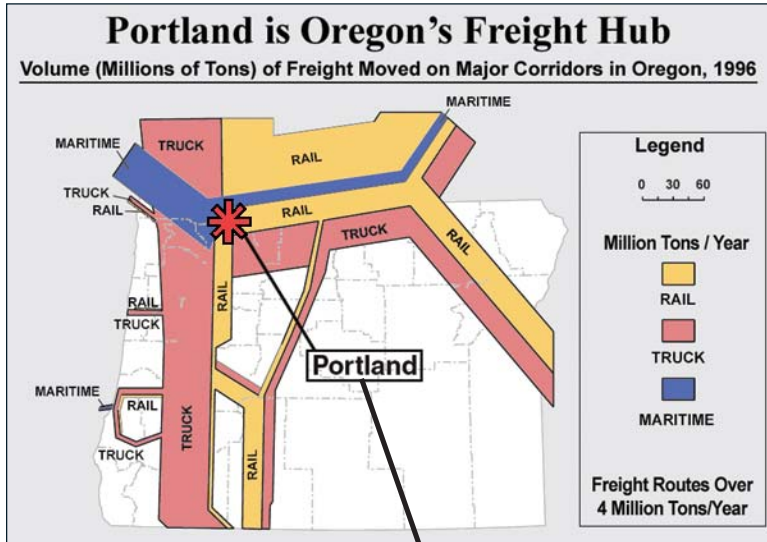 Portland is Oregon's Freight Hub
Volume (Millions of Tons) of Freight Moved on Major Corridors in Oregon, 1996
MARITIME
TRUCK
MARITIME
RAIL
TRUCK
RAIL
RAIL
TRUCK
RAIL
RAIL
RAIL
TRUCK
Portland
MARITIME
RAIL
TRUCK
TRUCK
RAIL
Legend
0 30 60
Million Tons / Year
RAIL
TRUCK
MARITIME
Freight Routes Over
4 Million Tons/Year